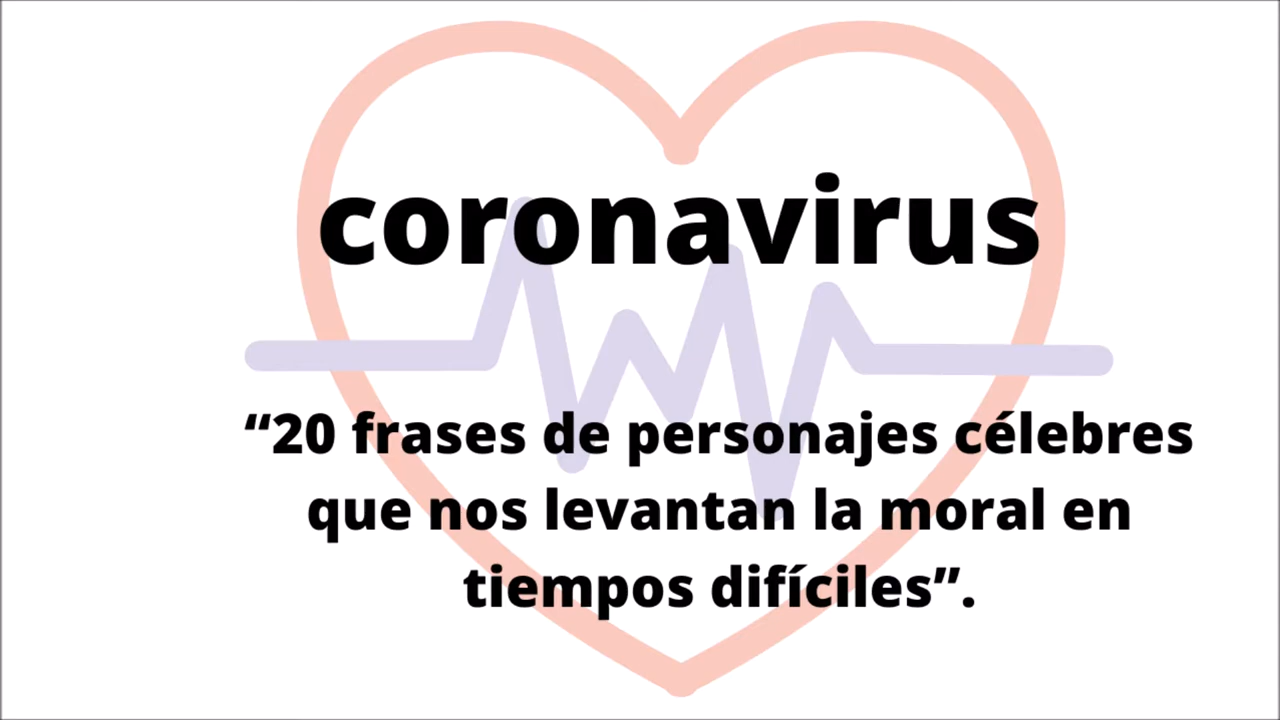 coronavirus
“20 frases de personajes célebres
que nos levantan la moral en
tiempos difíciles”.